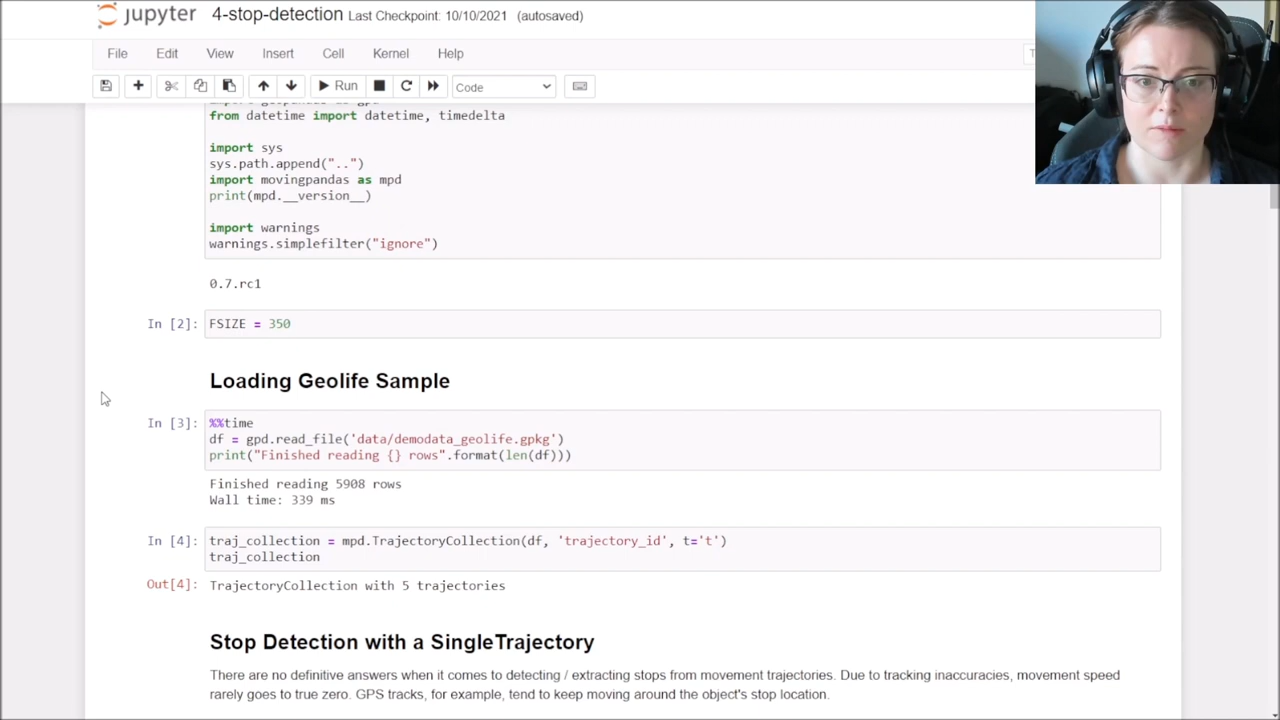 jupyter 4-stop-detection Last Checkpoint: 10/10/2021 (autosaved)
File Edit View Insert Cell Kernel Help
Run Code
import geopandas as gpd
from datetime import datetime, timedelta
import sys
sys.path.append("..")
import movingpandas as mpd
print(mpd.__version__)
import warnings
warnings.simplefilter("ignore")
0.7.rc1
In [2]: FSIZE = 350
Loading Geolife Sample
In [3]: %%time
df = gpd.read_file('data/demodata_geolife.gpkg')
print("Finished reading {} rows".format(len(df)))
Finished reading 5908 rows
Wall time: 339 ms
In [4]: traj_collection = mpd.TrajectoryCollection(df, 'trajectory_id', t='t')
traj_collection
Out[4]: TrajectoryCollection with 5 trajectories
Stop Detection with a SingleTrajectory
There are no definitive answers when it comes to detecting / extracting stops from movement trajectories. Due to tracking inaccuracies, movement speed
rarely goes to true zero. GPS tracks, for example, tend to keep moving around the object's stop location.